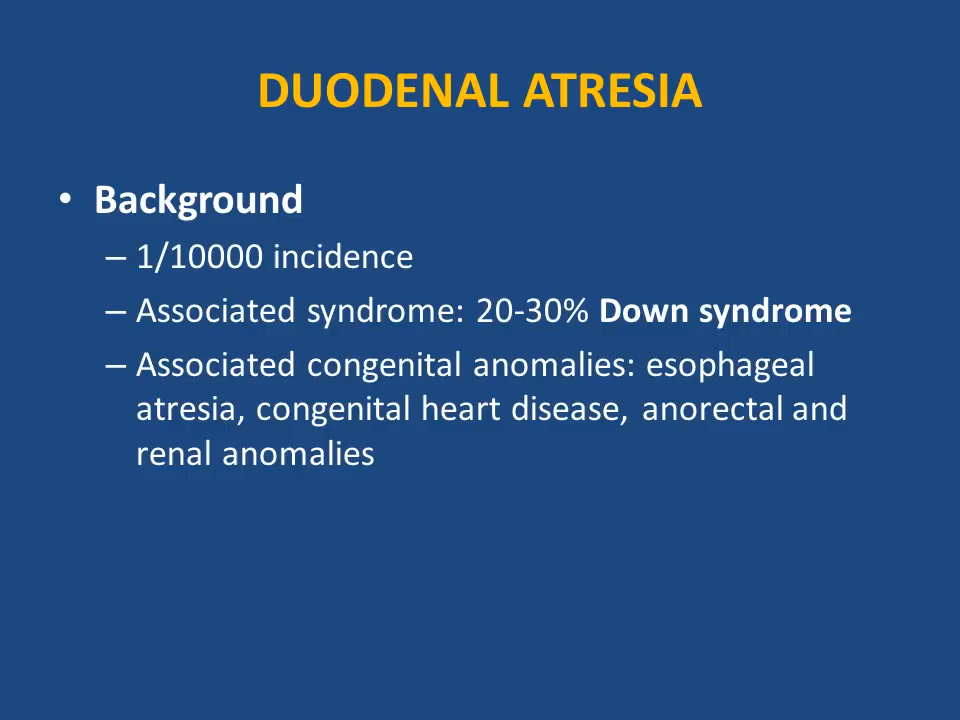 DUODENAL ATRESIA
• Background
– 1/10000 incidence
– Associated syndrome: 20-30% Down syndrome
– Associated congenital anomalies: esophageal
atresia, congenital heart disease, anorectal and
renal anomalies